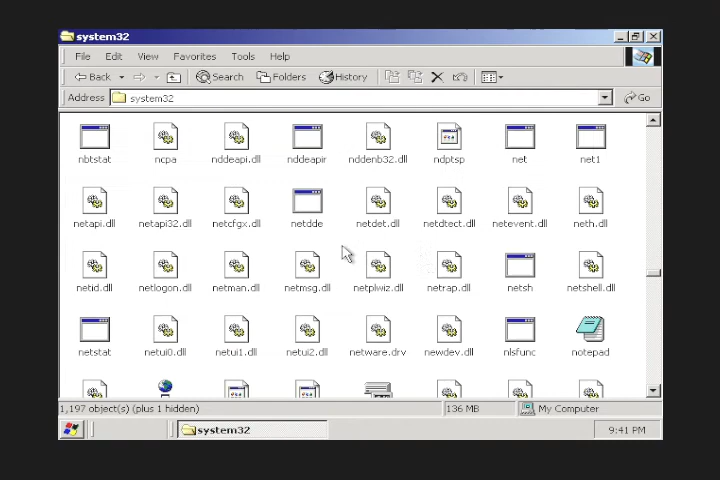 system32
File Edit View Favorites Tools Help
Back Search Folders History
Address system32 Go
nbtstat ncpa nddeapi.dll nddeapir nddenb32.dll ndptsp net net1
netapi.dll netapi32.dll netcfgx.dll netdde netdet.dll netdtect.dll netevent.dll neth.dll
netid.dll netlogon.dll netman.dll netmsg.dll netplwiz.dll netrap.dll netsh netshell.dll
netstat netui0.dll netui1.dll netui2.dll netware.drv newdev.dll nlsfunc notepad
1,197 object(s) (plus 1 hidden) 136 MB My Computer
system32 9:41 PM